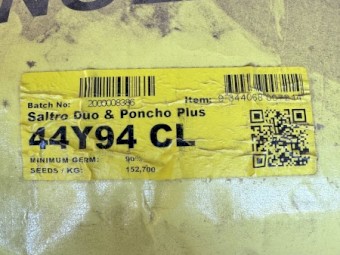 Batch No: 2003008386 Item:
Saltro Duo & Poncho Plus
44Y94 CL
MINIMUM GERM: 90
SEEDS / KG: 152,700